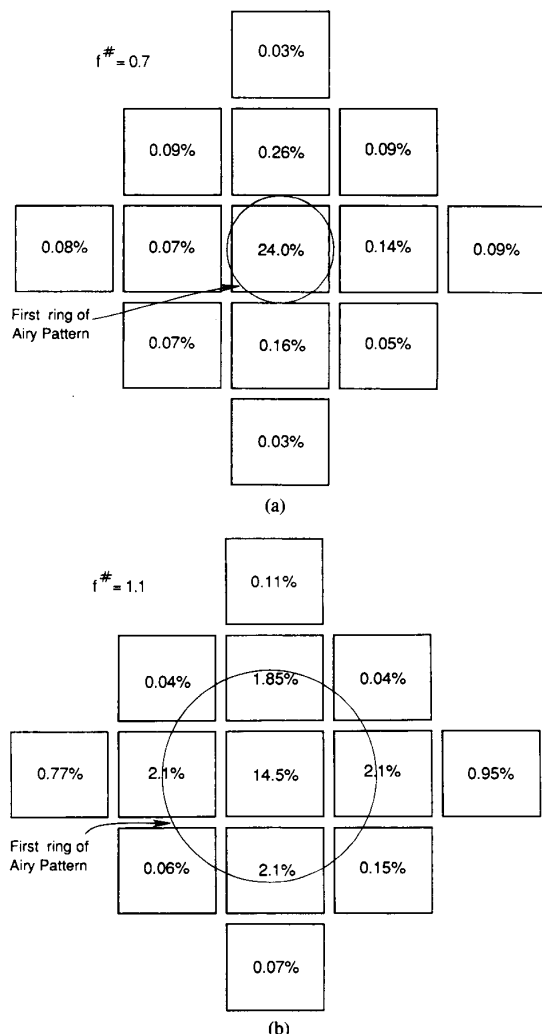 f# = 0.7
0.03%
0.09% 0.26% 0.09%
0.08% 0.07% 24.0% 0.14% 0.09%
First ring of
Airy Pattern
0.07% 0.16% 0.05%
0.03%
(a)
f# = 1.1
0.11%
0.04% 1.85% 0.04%
0.77% 2.1% 14.5% 2.1% 0.95%
First ring of
Airy Pattern
0.06% 2.1% 0.15%
0.07%
(b)